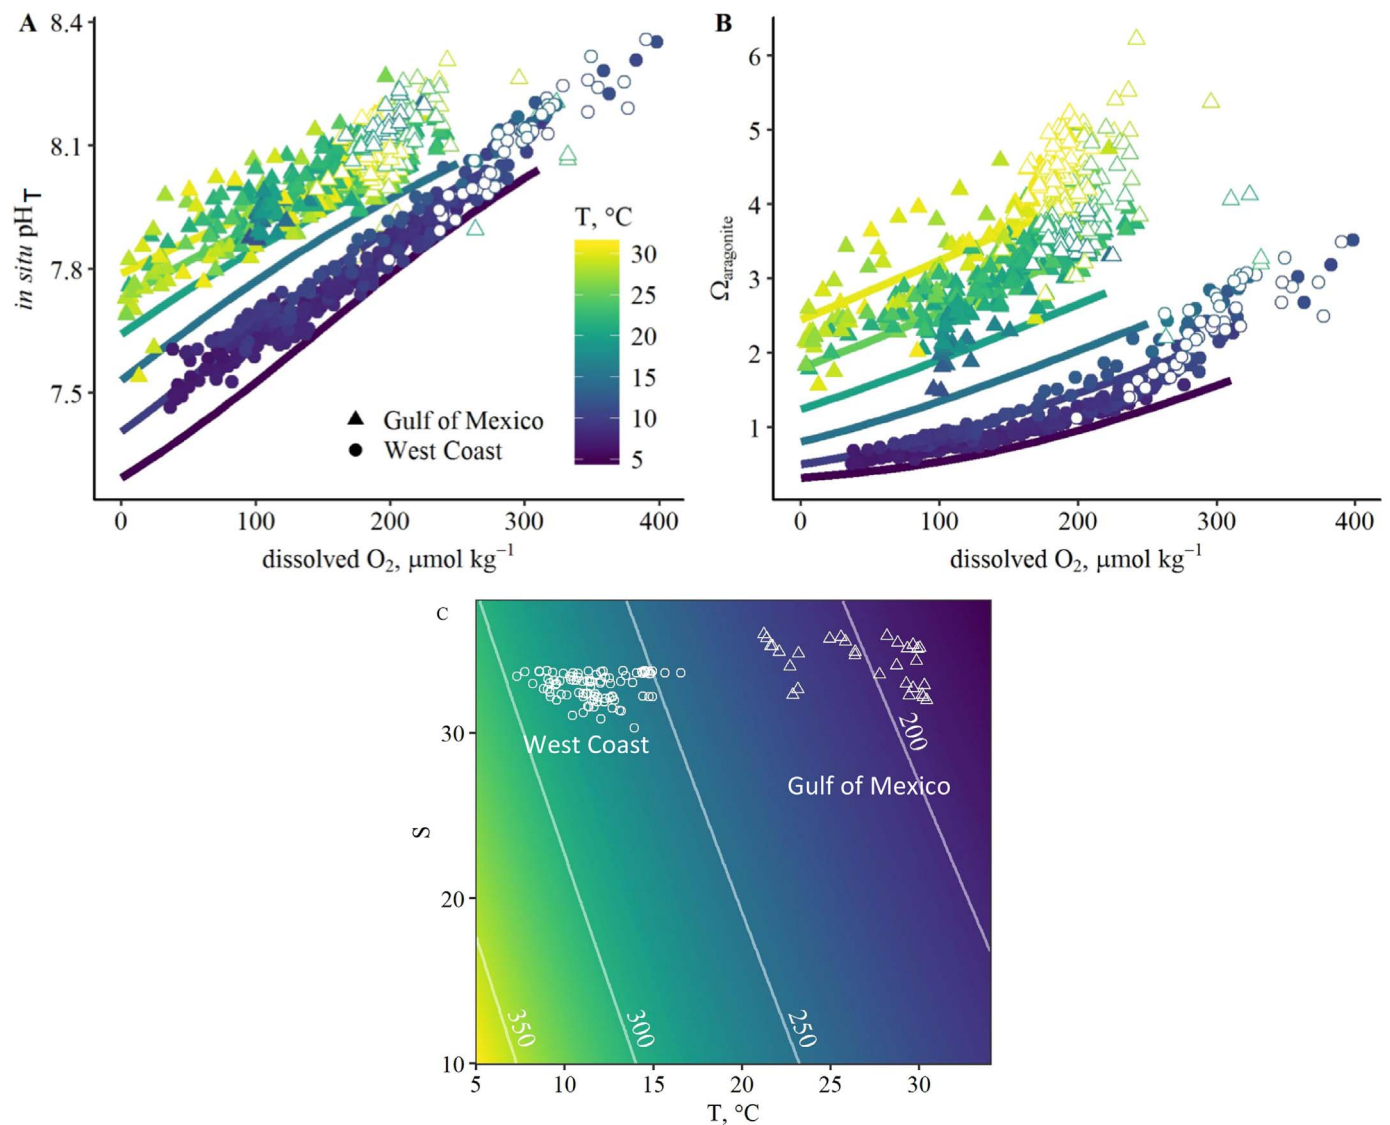 A
8.4
8.1
7.8
7.5
in situ pHT
0
100
200
300
400
dissolved O₂, μmol kg⁻¹
Gulf of Mexico
West Coast
T, °C
30
25
20
15
10
5
B
6
5
4
3
2
1
Ωaragonite
0
100
200
300
400
dissolved O₂, μmol kg⁻¹
C
West Coast
Gulf of Mexico
200
350
300
250
30
20
10
S
5
10
15
20
25
30
T, °C